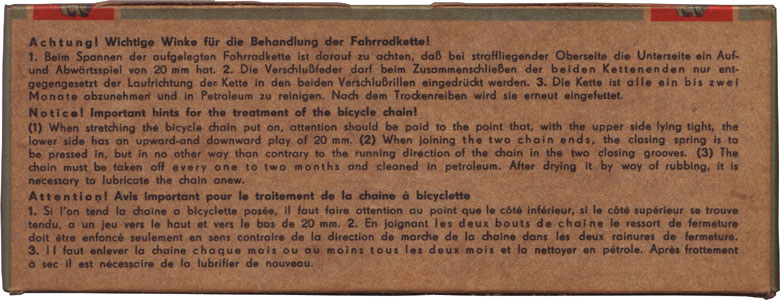 Achtung! Wichtige Winke für die Behandlung der Fahrradkette!
1. Beim Spannen der aufgelegten Fahrradkette ist darauf zu achten, daß bei straffliegender Oberseite die Unterseite ein Auf-
und Abwärtsspiel von 20 mm hat. 2. Die Verschlußfeder darf beim Zusammenschließen der beiden Kettenenden nur ent-
gegengesetzt der Laufrichtung der Kette in den beiden Verschlußrillen eingedrückt werden. 3. Die Kette ist alle ein bis zwei
Monate abzunehmen und in Petroleum zu reinigen. Nach dem Trockenreiben wird sie erneut eingefettet.
Notice! Important hints for the treatment of the bicycle chain!
(1) When stretching the bicycle chain put on, attention should be paid to the point that, with the upper side lying tight, the
lower side has an upward-and downward play of 20 mm. (2) When joining the two chain ends, the closing spring is to
be pressed in, but in no other way than contrary to the running direction of the chain in the two closing grooves. (3) The
chain must be taken off every one to two months and cleaned in petroleum. After drying it by way of rubbing, it is
necessary to lubricate the chain anew.
Attention! Avis important pour le traitement de la chaine à bicyclette
1. Si l'on tend la chaine a bicyclette posée, il faut faire attention au point que le côté inférieur, si le côté supérieur se trouve
tendu, a un jeu vers le haut et vers le bas de 20 mm. 2. En joignant les deux bouts de chaîne le ressort de fermeture
doit être enfoncé seulement en sens contraire de la direction de marche de la chaîne dans les deux rainures de fermeture.
3. Il faut enlever la chaîne chaque mois ou au moins tous les deux mois et la nettoyer en pétrole. Après frottement
à sec il est nécessaire de la lubrifier de nouveau.